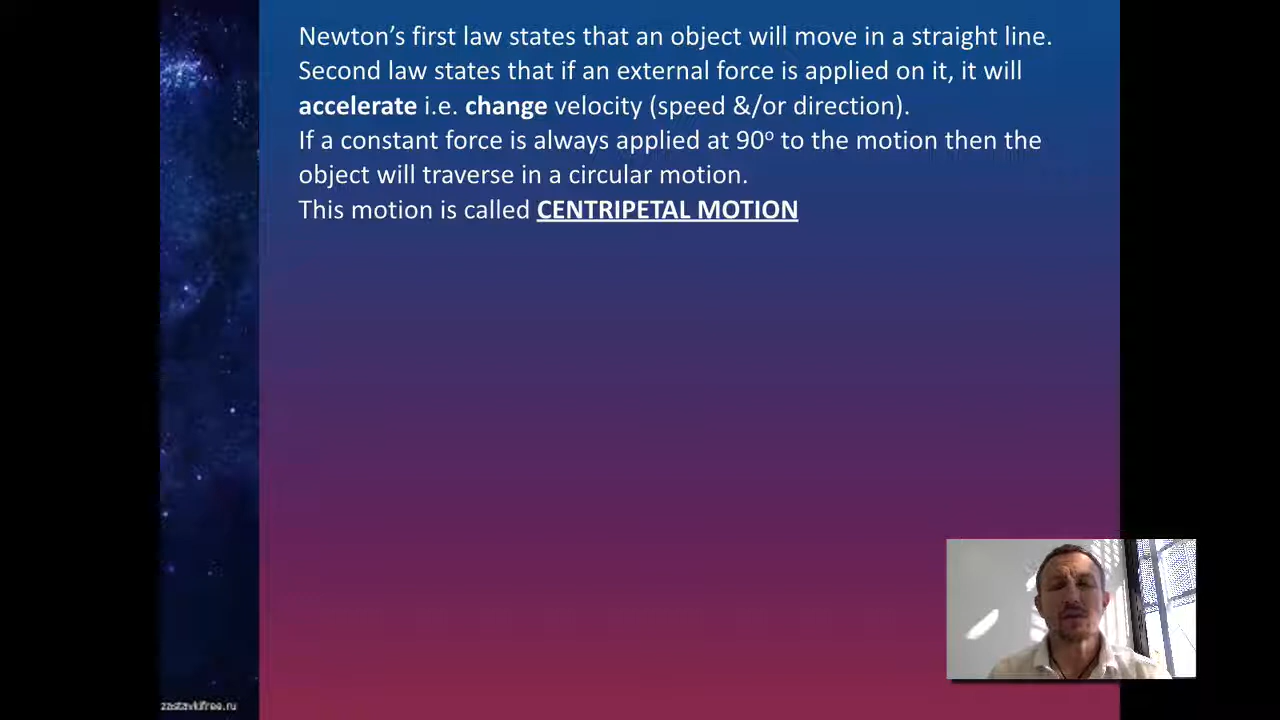 Newton’s first law states that an object will move in a straight line.
Second law states that if an external force is applied on it, it will
accelerate i.e. change velocity (speed &/or direction).
If a constant force is always applied at 90º to the motion then the
object will traverse in a circular motion.
This motion is called CENTRIPETAL MOTION
zastavkifree.ru